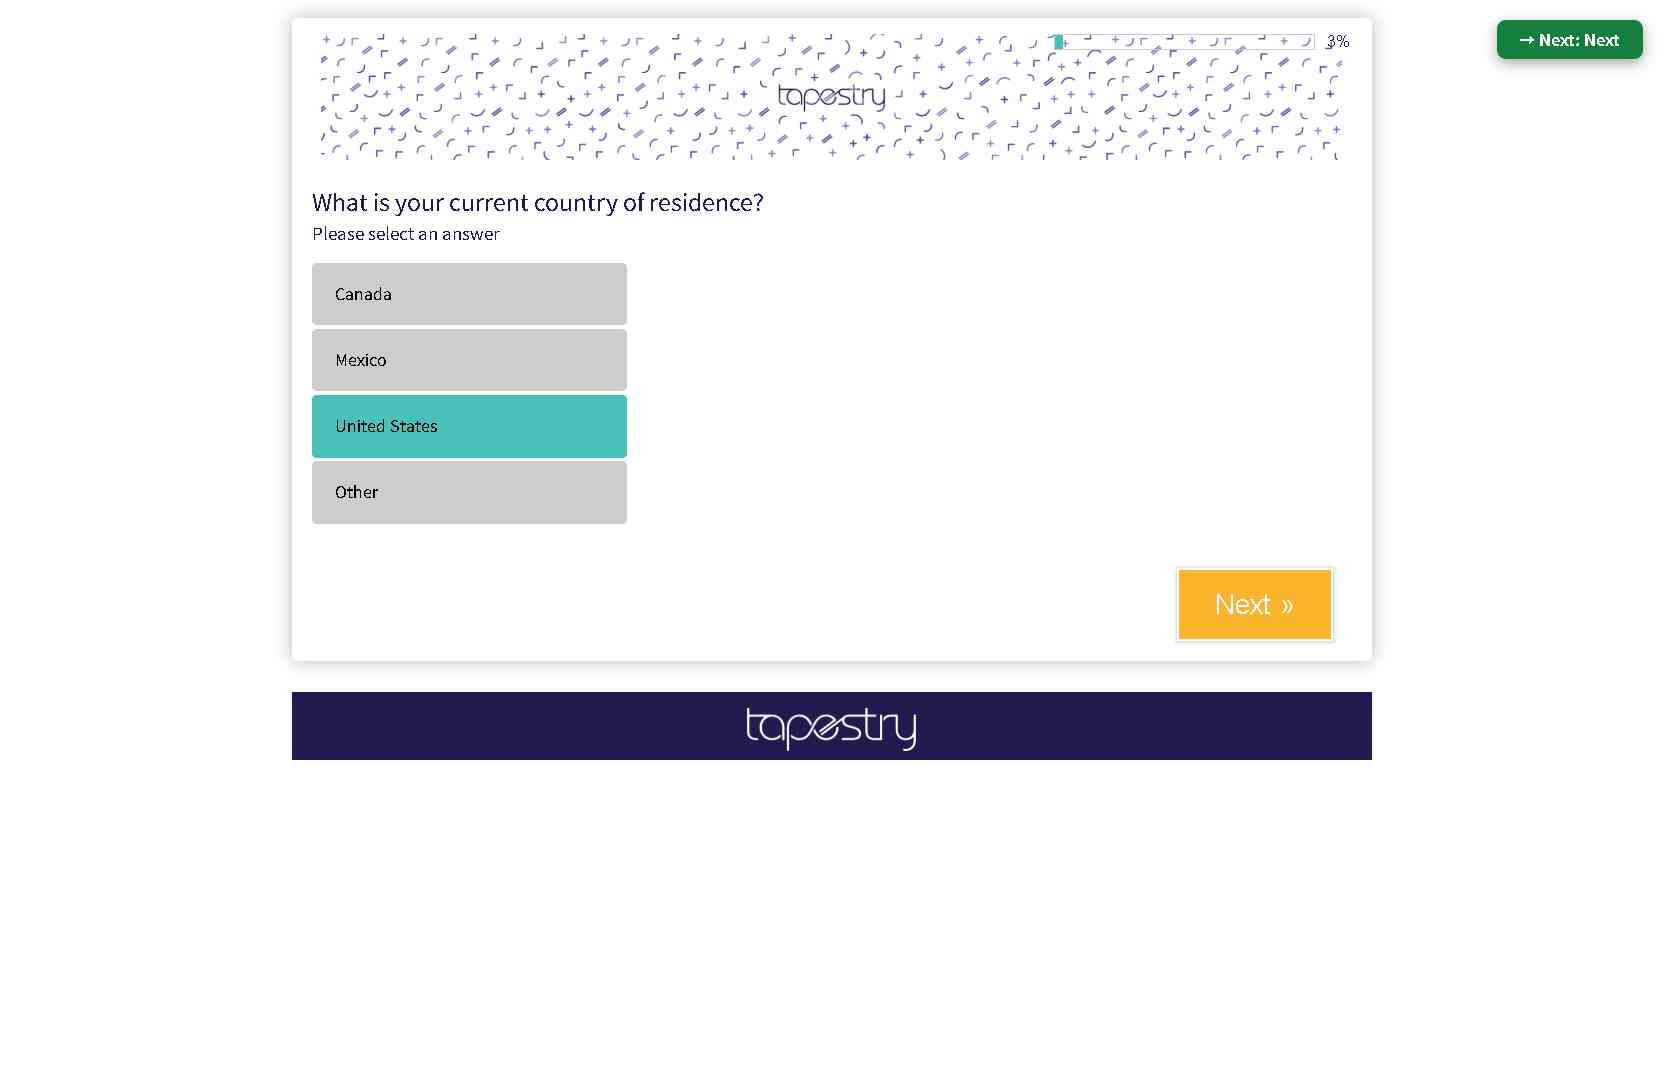 → Next: Next
3%
tapestry
What is your current country of residence?
Please select an answer
Canada
Mexico
United States
Other
Next »
tapestry